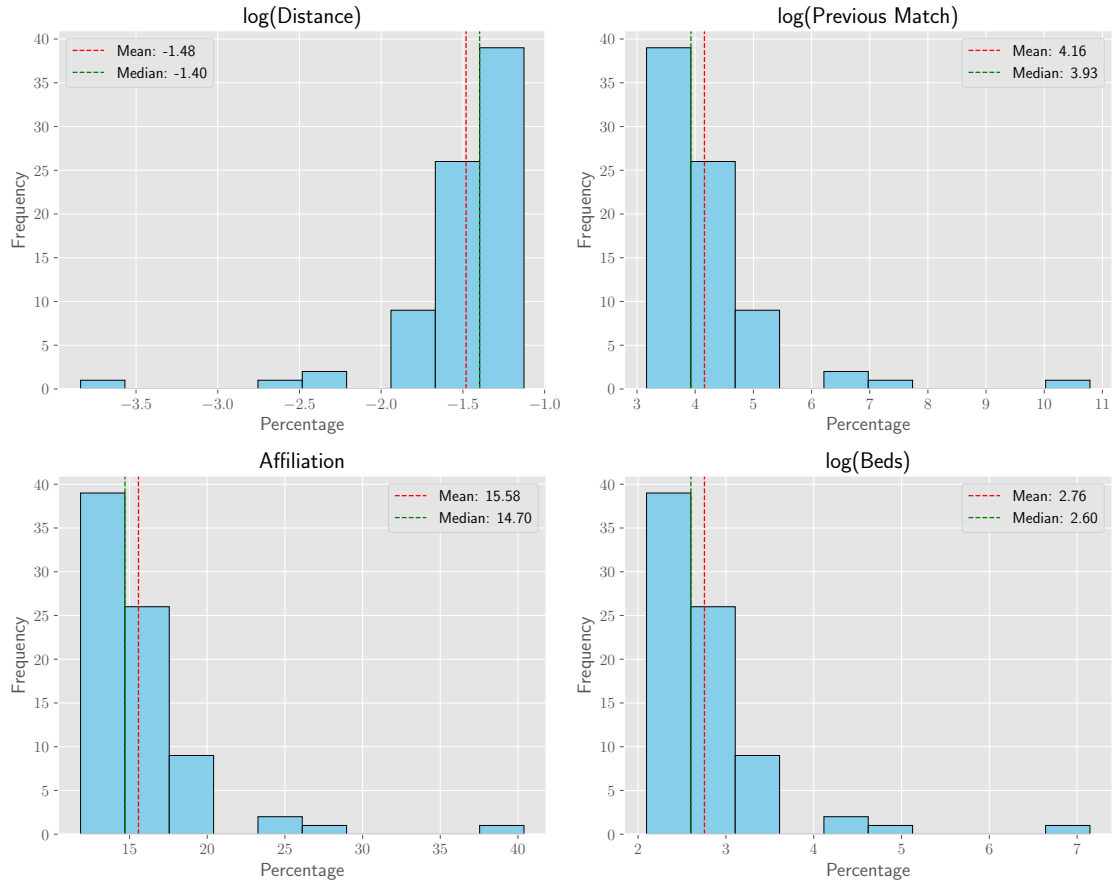 log(Distance)
Mean: -1.48
Median: -1.40
Frequency
40
35
30
25
20
15
10
5
0
−3.5 −3.0 −2.5 −2.0 −1.5 −1.0
Percentage
log(Previous Match)
Mean: 4.16
Median: 3.93
Frequency
40
35
30
25
20
15
10
5
0
3 4 5 6 7 8 9 10 11
Percentage
Affiliation
Mean: 15.58
Median: 14.70
Frequency
40
35
30
25
20
15
10
5
0
15 20 25 30 35 40
Percentage
log(Beds)
Mean: 2.76
Median: 2.60
Frequency
40
35
30
25
20
15
10
5
0
2 3 4 5 6 7
Percentage